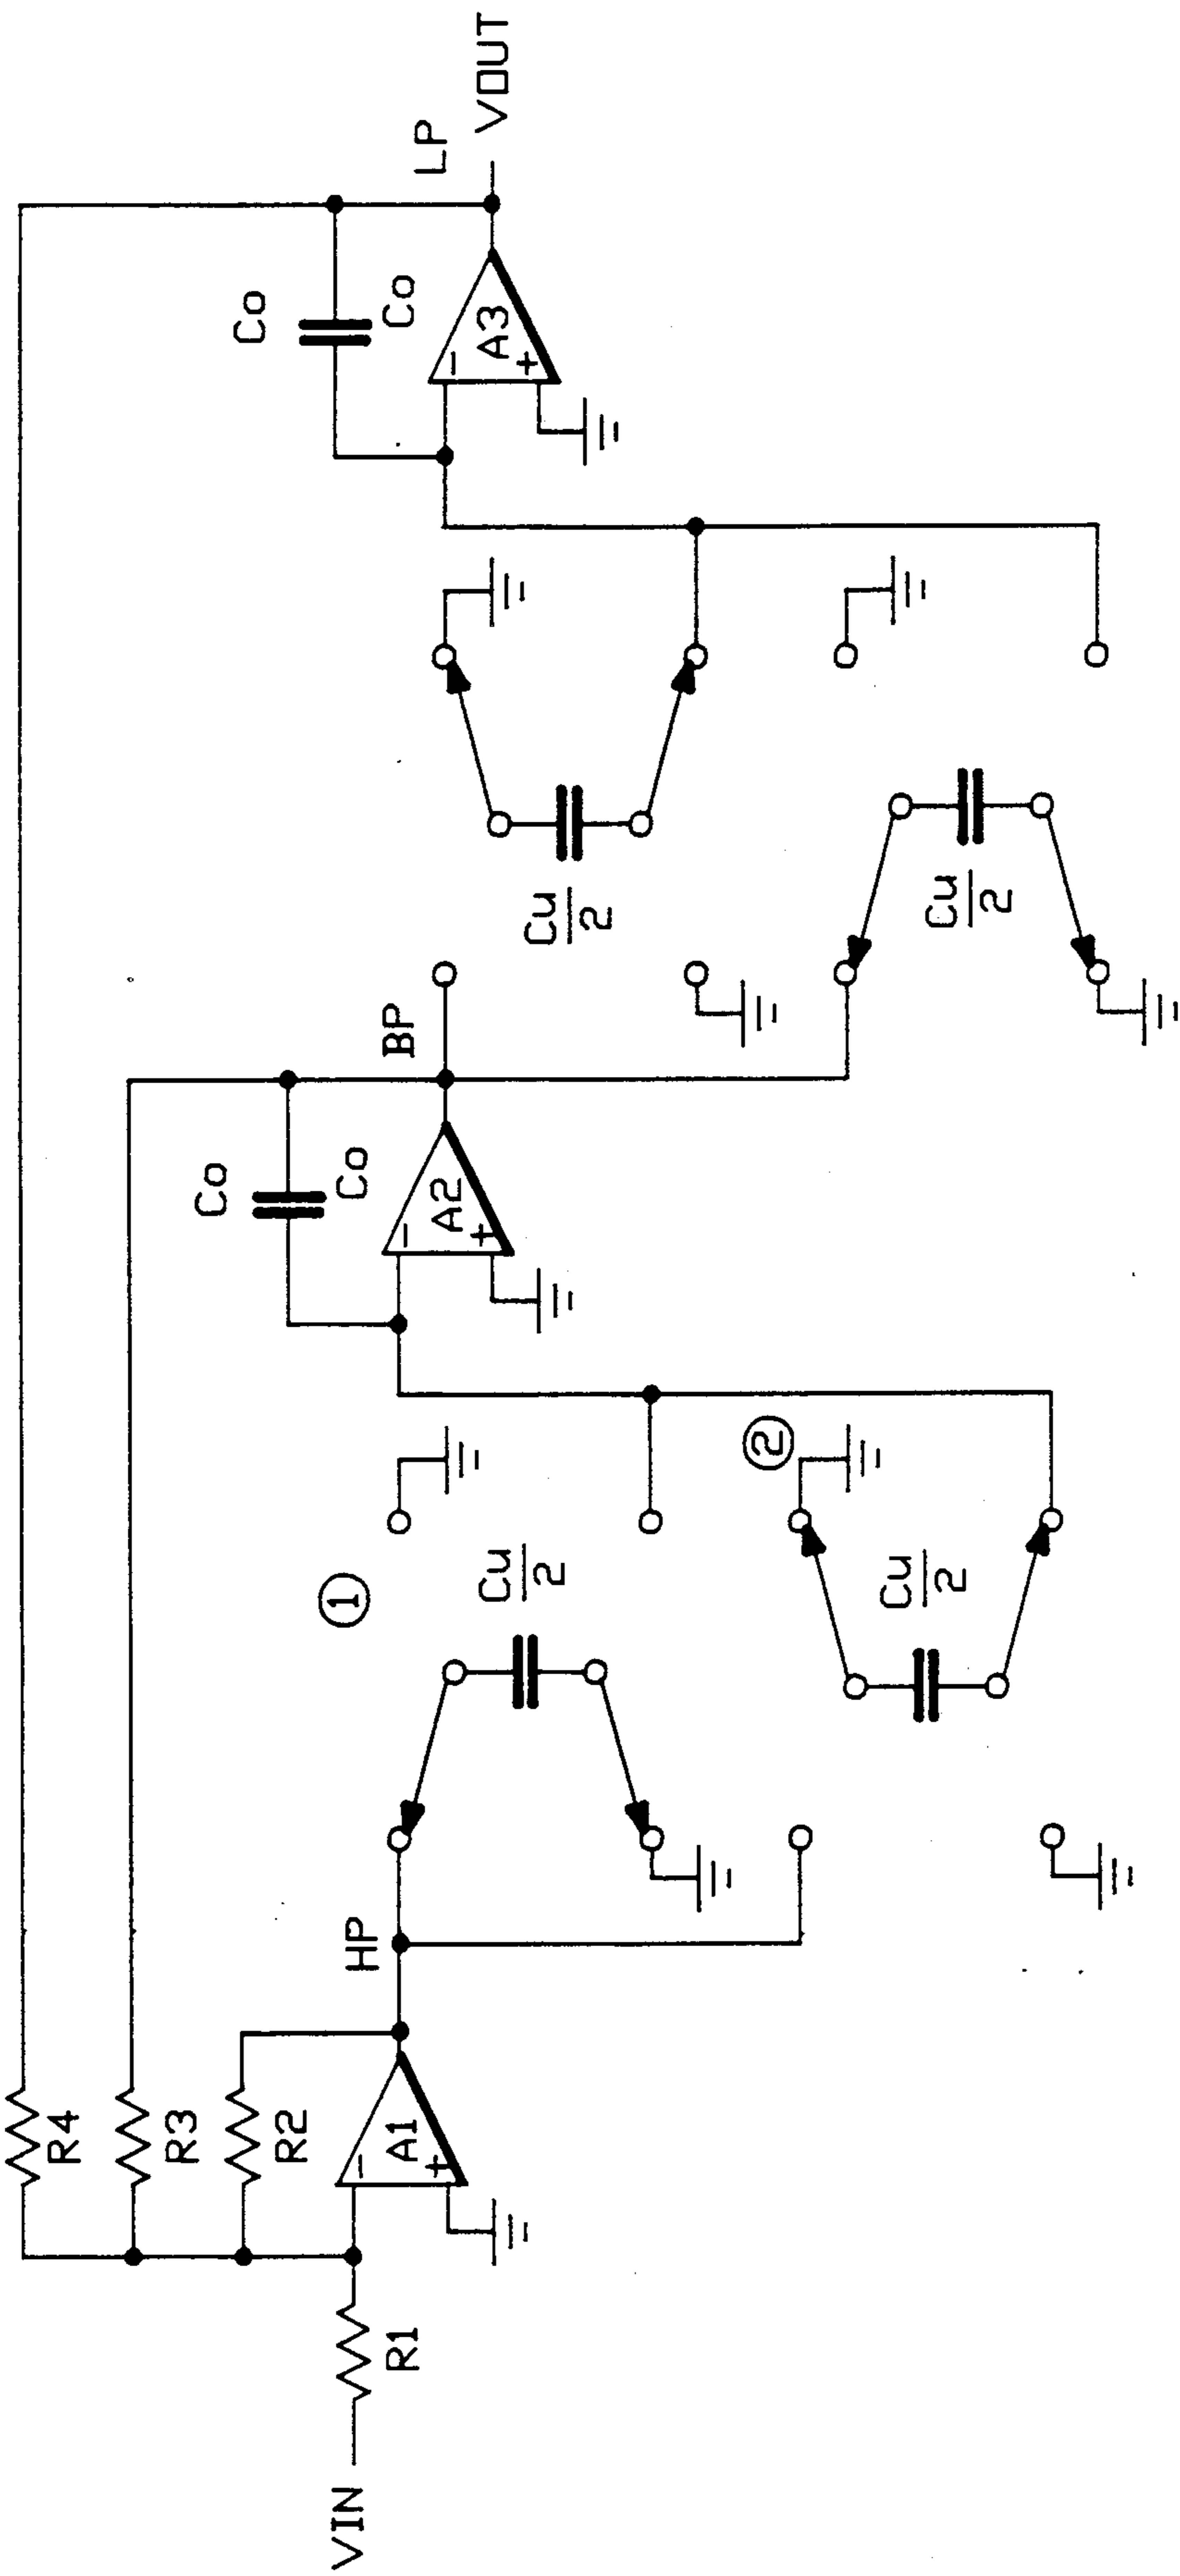 R4
R3
R2
VIN
R1
−
+
A1
HP
①
Cu
2
②
Cu
2
Co
Co
−
+
A2
BP
Cu
2
Cu
2
Co
Co
−
+
A3
LP
VOUT